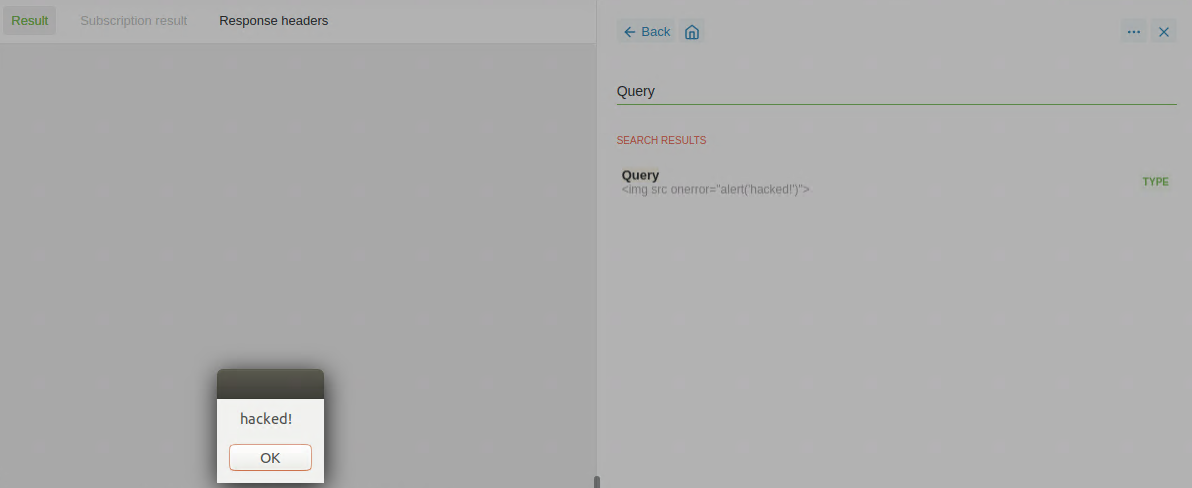 Result Subscription result Response headers
Back
Query
SEARCH RESULTS
Query
<img src onerror="alert('hacked!')">
TYPE
hacked!
OK